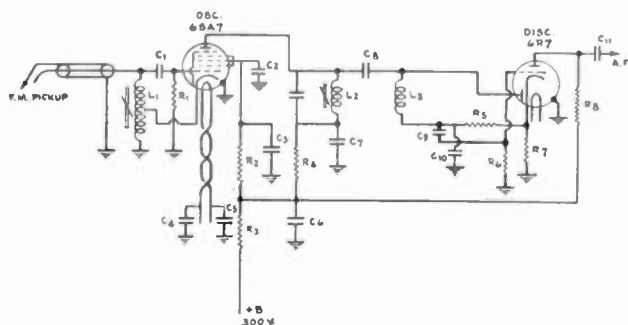 OSC.
6SA7
DISC.
6R7
C11
A.F.
C1
C2
C8
F.M. PICKUP
L1
R1
L2
L3
R8
R5
C3
C7
C9
C10
R2
R4
R6
R7
C4
C5
C6
R3
+B
300 V.